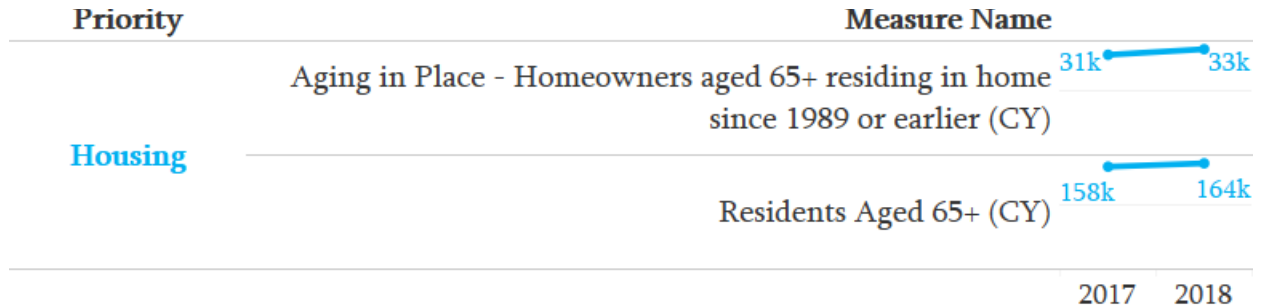 Priority Measure Name
Aging in Place - Homeowners aged 65+ residing in home
since 1989 or earlier (CY)
31k 33k
Housing
Residents Aged 65+ (CY)
158k 164k
2017 2018